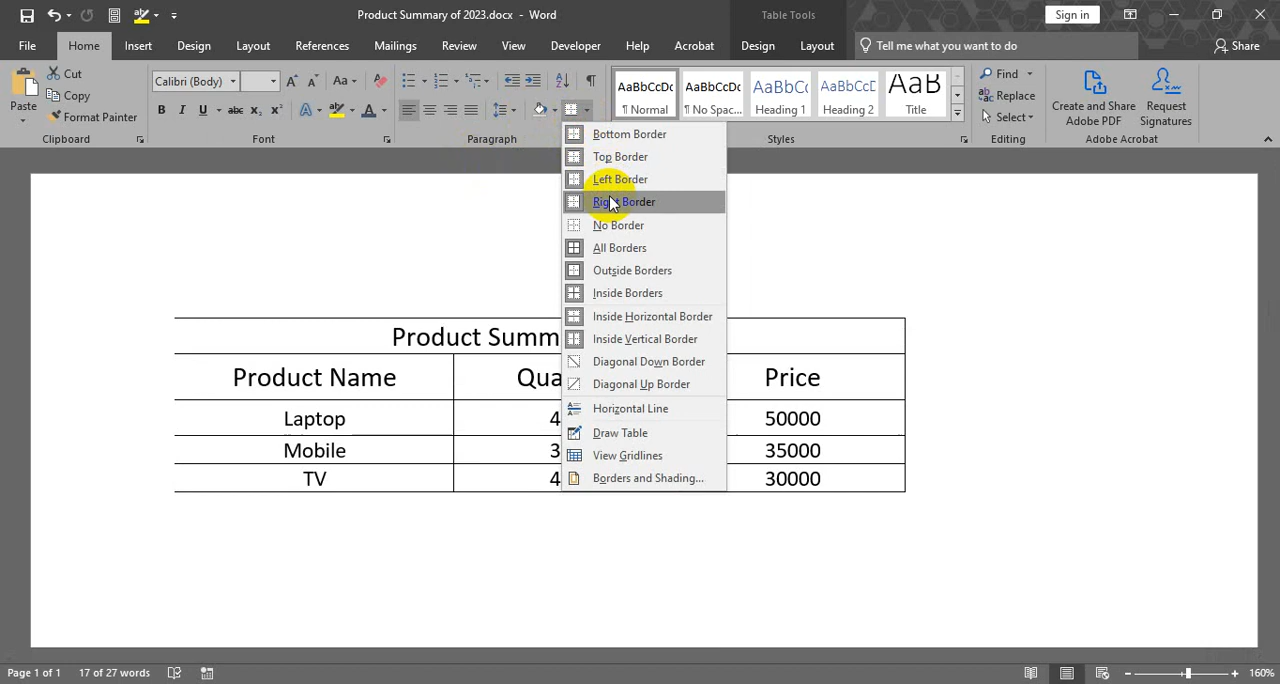 Product Summary of 2023.docx - Word
Table Tools
Sign in
File Home Insert Design Layout References Mailings Review View Developer Help Acrobat Design Layout Tell me what you want to do Share
Paste
Cut
Copy
Format Painter
Clipboard
Calibri (Body)
Aa
B I U abc x₂ x² A A
Font
Paragraph
AaBbCcDc
¶ Normal
AaBbCcDc
¶ No Spac...
AaBbCc
Heading 1
AaBbCcD
Heading 2
AaBb
Title
Styles
Find
Replace
Select
Editing
Create and Share
Adobe PDF
Request
Signatures
Adobe Acrobat
Bottom Border
Top Border
Left Border
Border
No Border
All Borders
Outside Borders
Inside Borders
Inside Horizontal Border
Inside Vertical Border
Diagonal Down Border
Diagonal Up Border
Horizontal Line
Draw Table
View Gridlines
Borders and Shading...
Product Summ
Product Name Qua Price
Laptop 4 50000
Mobile 3 35000
TV 4 30000
Page 1 of 1 17 of 27 words 160%